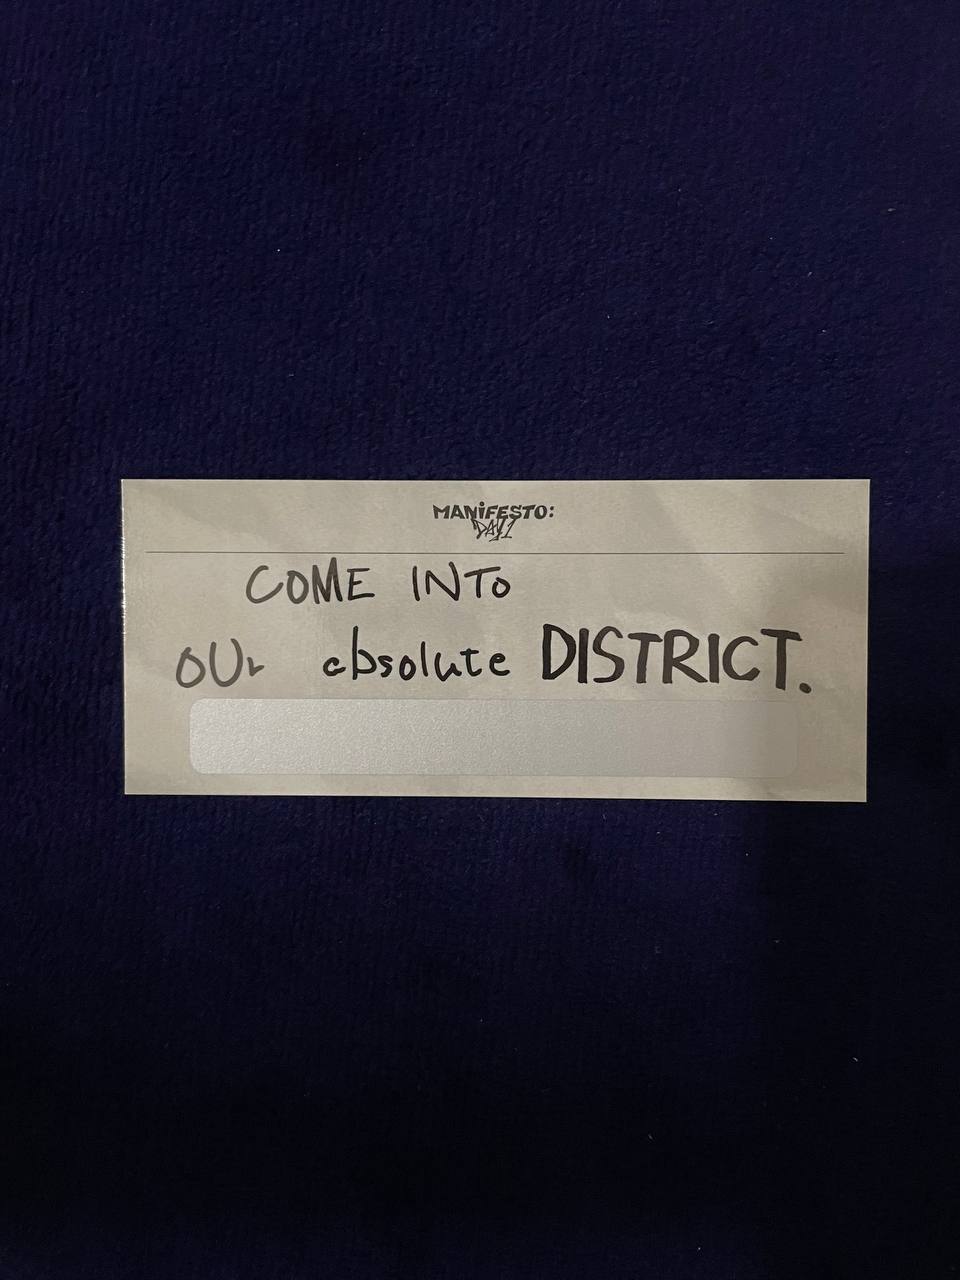 MANiFESTO:
DAY1
COME INTO
OUr absolute DISTRICT.